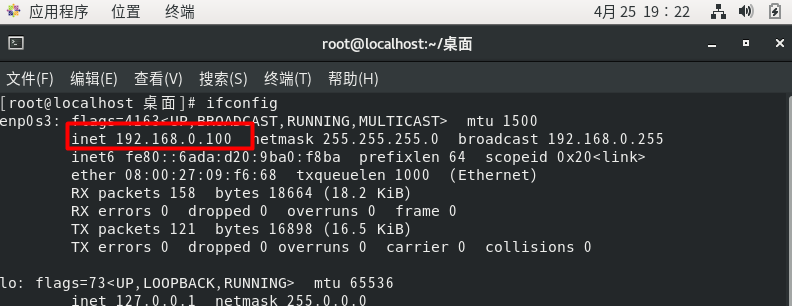 应用程序 位置 终端 4月 25 19：22
root@localhost:~/桌面
文件(F) 编辑(E) 查看(V) 搜索(S) 终端(T) 帮助(H)
[root@localhost 桌面]# ifconfig
enp0s3: flags=4163<UP,BROADCAST,RUNNING,MULTICAST>  mtu 1500
inet 192.168.0.100  netmask 255.255.255.0  broadcast 192.168.0.255
inet6 fe80::6ada:d20:9ba0:f8ba  prefixlen 64  scopeid 0x20<link>
ether 08:00:27:09:f6:68  txqueuelen 1000  (Ethernet)
RX packets 158  bytes 18664 (18.2 KiB)
RX errors 0  dropped 0  overruns 0  frame 0
TX packets 121  bytes 16898 (16.5 KiB)
TX errors 0  dropped 0 overruns 0  carrier 0  collisions 0
lo: flags=73<UP,LOOPBACK,RUNNING>  mtu 65536
inet 127.0.0.1  netmask 255.0.0.0